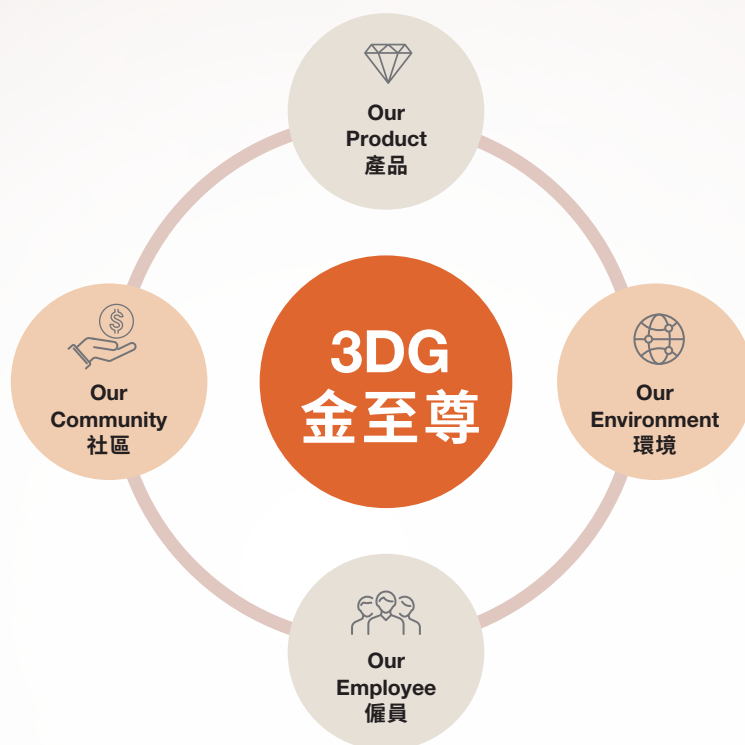 Our
Product
產品
3DG
金至尊
Our
Community
社區
Our
Environment
環境
Our
Employee
僱員